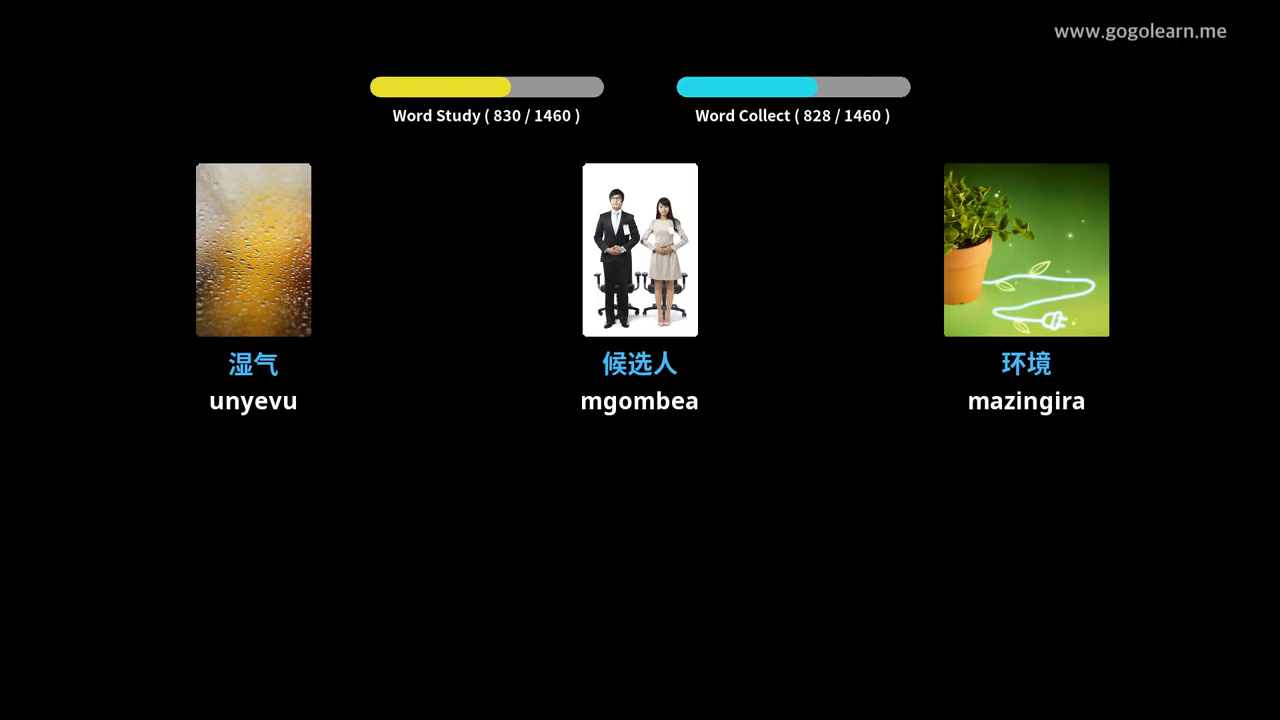 www.gogolearn.me
Word Study ( 830 / 1460 )
Word Collect ( 828 / 1460 )
湿气
unyevu
候选人
mgombea
环境
mazingira